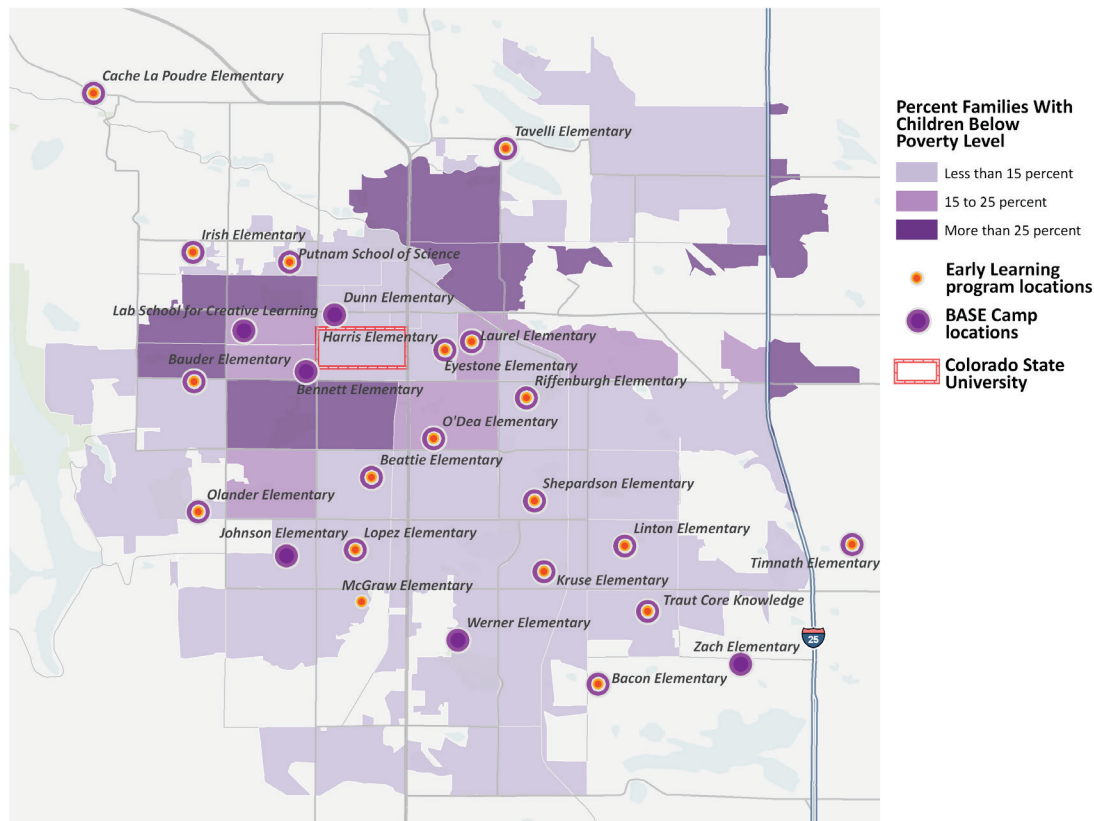 Cache La Poudre Elementary
Tavelli Elementary
Irish Elementary
Putnam School of Science
Dunn Elementary
Lab School for Creative Learning
Harris Elementary
Laurel Elementary
Bauder Elementary
Eyestone Elementary
Riffenburgh Elementary
Bennett Elementary
O'Dea Elementary
Beattie Elementary
Shepardson Elementary
Olander Elementary
Johnson Elementary
Lopez Elementary
Linton Elementary
Timnath Elementary
McGraw Elementary
Kruse Elementary
Traut Core Knowledge
Werner Elementary
25
Zach Elementary
Bacon Elementary
Percent Families With
Children Below
Poverty Level
Less than 15 percent
15 to 25 percent
More than 25 percent
Early Learning
program locations
BASE Camp
locations
Colorado State
University